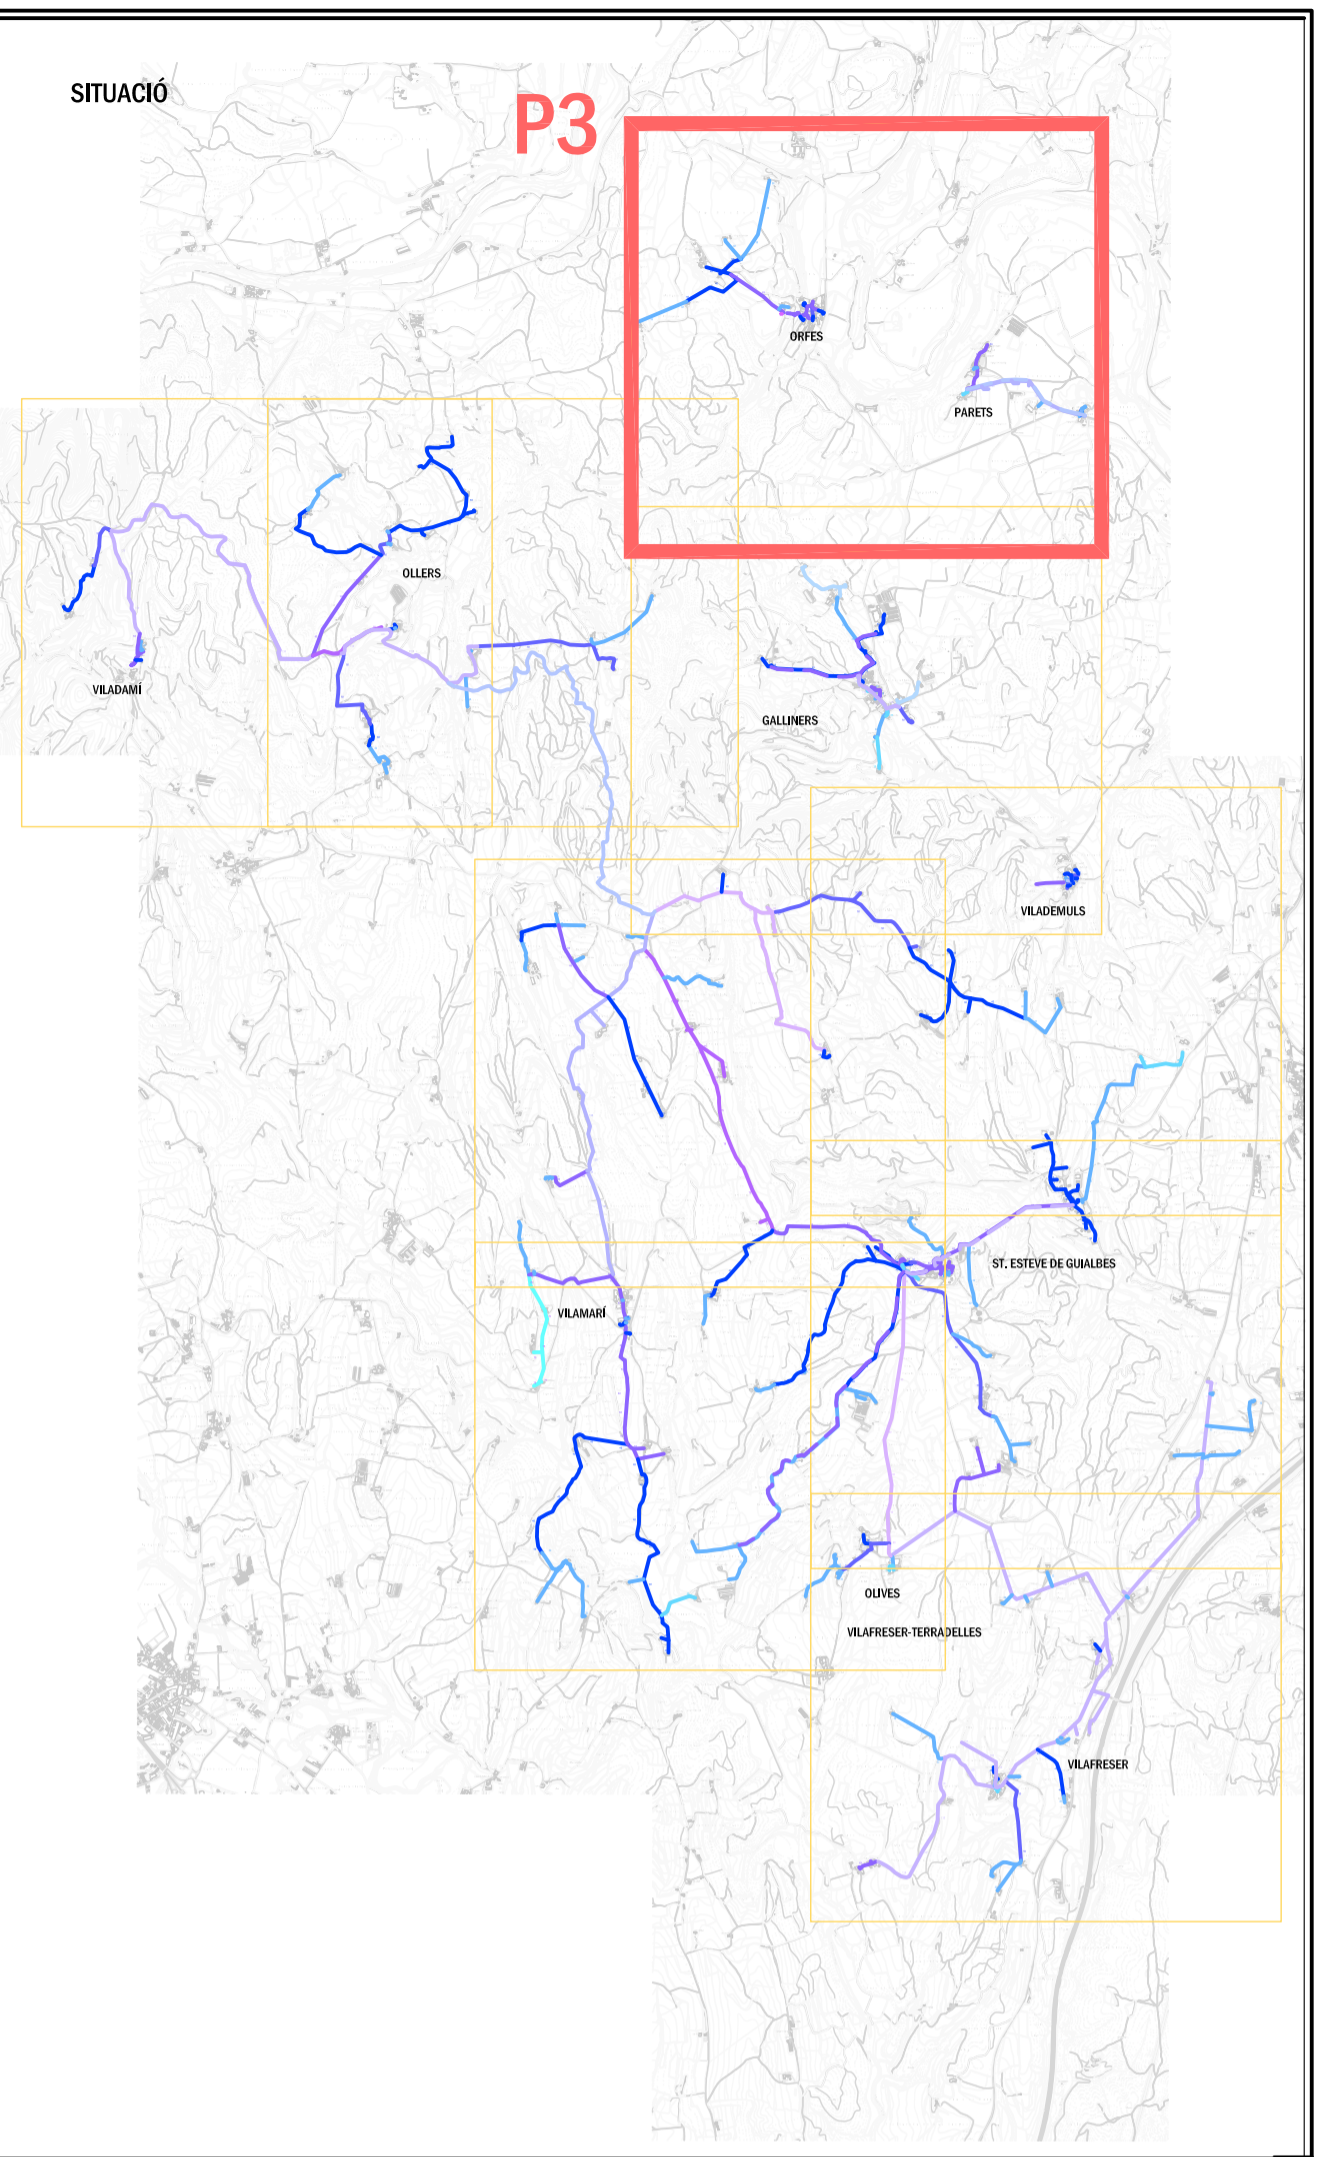 SITUACIÓ
P3
ORFES
PARETS
OLLERS
VILADAMÍ
GALLINERS
VILADEMULS
ST. ESTEVE DE GUIALBES
VILAMARÍ
OLIVES
VILAFRESER-TERRADELLES
VILAFRESER